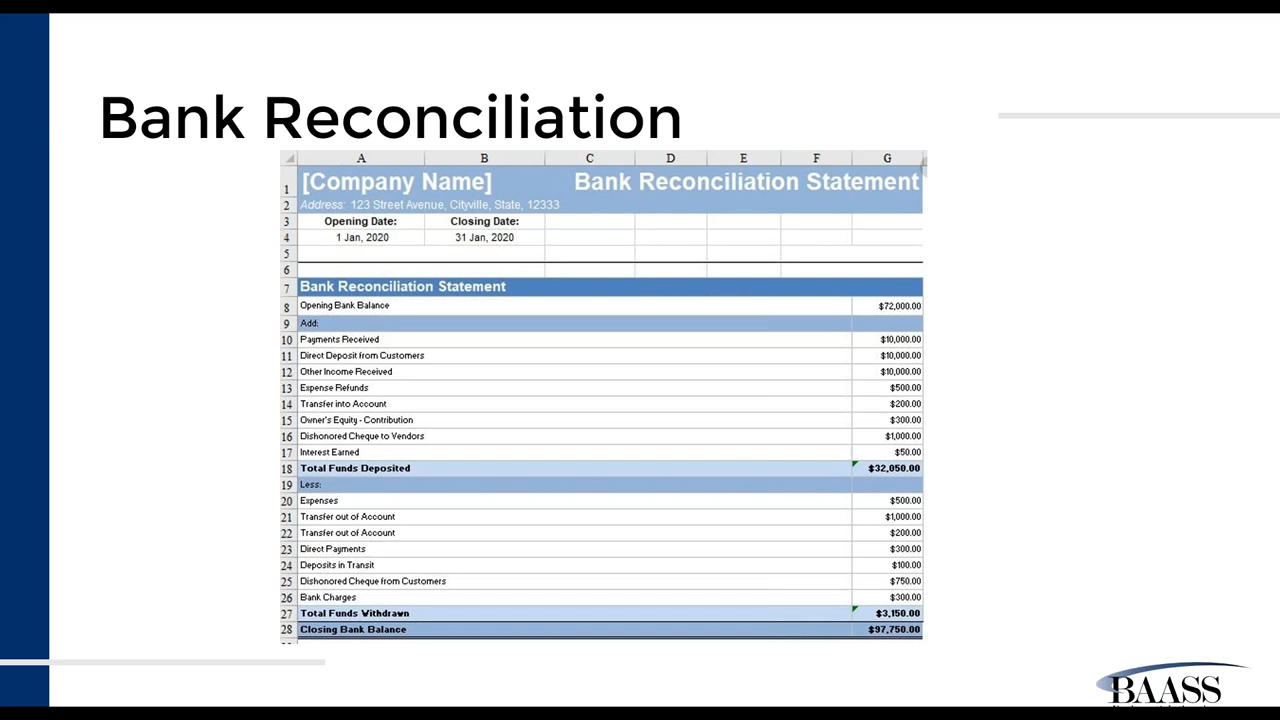 Bank Reconciliation
A B C D E F G
1 [Company Name] Bank Reconciliation Statement
2 Address: 123 Street Avenue, Cityville, State, 12333
3 Opening Date: Closing Date:
4 1 Jan, 2020 31 Jan, 2020
5
6
7 Bank Reconciliation Statement
8 Opening Bank Balance $72,000.00
9 Add:
10 Payments Received $10,000.00
11 Direct Deposit from Customers $10,000.00
12 Other Income Received $10,000.00
13 Expense Refunds $500.00
14 Transfer into Account $200.00
15 Owner's Equity - Contribution $300.00
16 Dishonored Cheque to Vendors $1,000.00
17 Interest Earned $50.00
18 Total Funds Deposited $32,050.00
19 Less:
20 Expenses $500.00
21 Transfer out of Account $1,000.00
22 Transfer out of Account $200.00
23 Direct Payments $300.00
24 Deposits in Transit $100.00
25 Dishonored Cheque from Customers $750.00
26 Bank Charges $300.00
27 Total Funds Withdrawn $3,150.00
28 Closing Bank Balance $97,750.00
BAASS